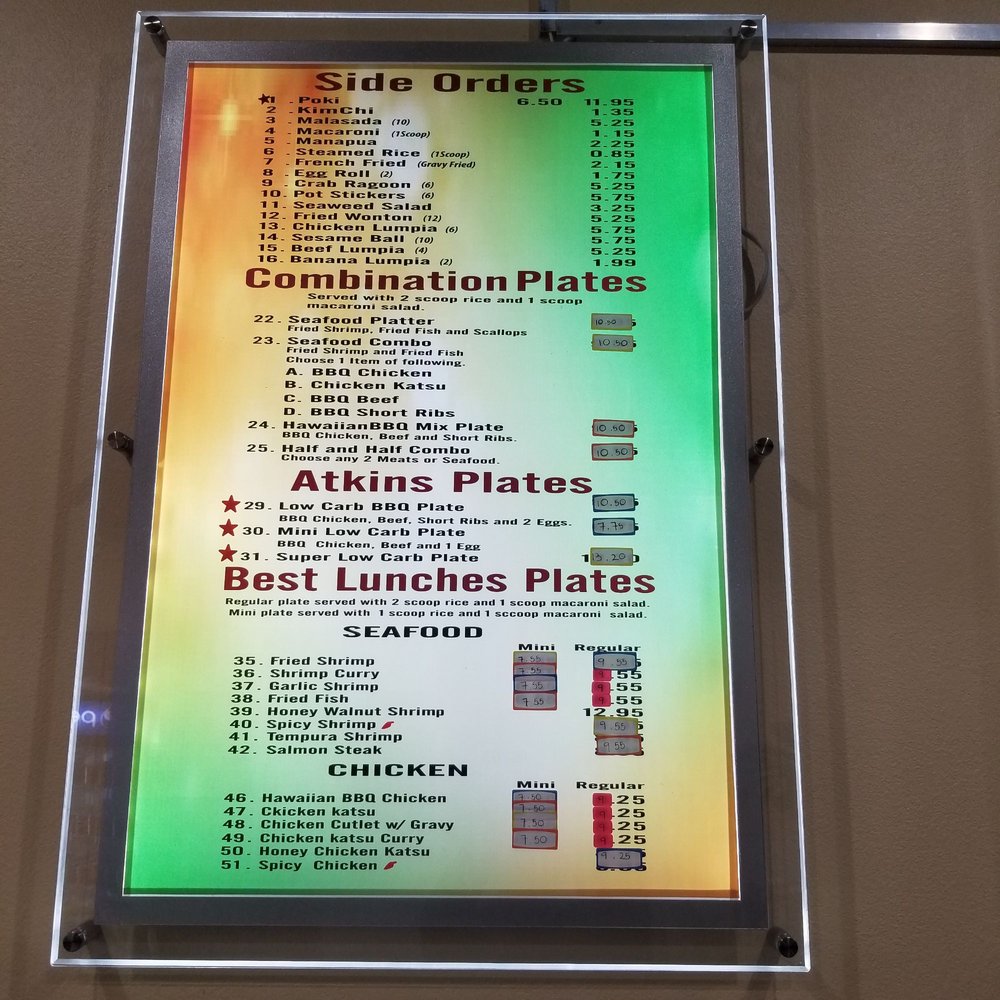 Side Orders
★1 . Poki 6.50 11.95
2 . KimChi 1.35
3 . Malasada (10) 5.25
4 . Macaroni (1Scoop) 1.15
5 . Manapua 2.25
6 . Steamed Rice (1Scoop) 0.85
7 . French Fried (Gravy Fried) 2.15
8 . Egg Roll (2) 1.75
9 . Crab Ragoon (6) 5.25
10. Pot Stickers (6) 5.75
11. Seaweed Salad 3.25
12. Fried Wonton (12) 5.25
13. Chicken Lumpia (6) 5.75
14. Sesame Ball (10) 5.75
15. Beef Lumpia (4) 5.25
16. Banana Lumpia (2) 1.99
Combination Plates
Served with 2 scoop rice and 1 scoop
macaroni salad.
22. Seafood Platter 10.50
Fried Shrimp, Fried Fish and Scallops
23. Seafood Combo 10.50
Fried Shrimp and Fried Fish
Choose 1 Item of following.
A. BBQ Chicken
B. Chicken Katsu
C. BBQ Beef
D. BBQ Short Ribs
24. HawaiianBBQ Mix Plate 10.50
BBQ Chicken, Beef and Short Ribs.
25. Half and Half Combo 10.50
Choose any 2 Meats or Seafood.
Atkins Plates
★29. Low Carb BBQ Plate 10.50
BBQ Chicken, Beef, Short Ribs and 2 Eggs.
★30. Mini Low Carb Plate 7.75
BBQ Chicken, Beef and 1 Egg
★31. Super Low Carb Plate 13.20
Best Lunches Plates
Regular plate served with 2 scoop rice and 1 scoop macaroni salad.
Mini plate served with 1 scoop rice and 1 sccoop macaroni salad.
SEAFOOD
Mini Regular
35. Fried Shrimp 7.55 9.55
36. Shrimp Curry 7.55 9.55
37. Garlic Shrimp 7.55 9.55
38. Fried Fish 7.55 9.55
39. Honey Walnut Shrimp 12.95
40. Spicy Shrimp 9.55
41. Tempura Shrimp
42. Salmon Steak 9.55
CHICKEN
Mini Regular
46. Hawaiian BBQ Chicken 7.50 9.25
47. Ckicken katsu 7.50 9.25
48. Chicken Cutlet w/ Gravy 7.50 9.25
49. Chicken katsu Curry 7.50 9.25
50. Honey Chicken Katsu 9.25
51. Spicy Chicken